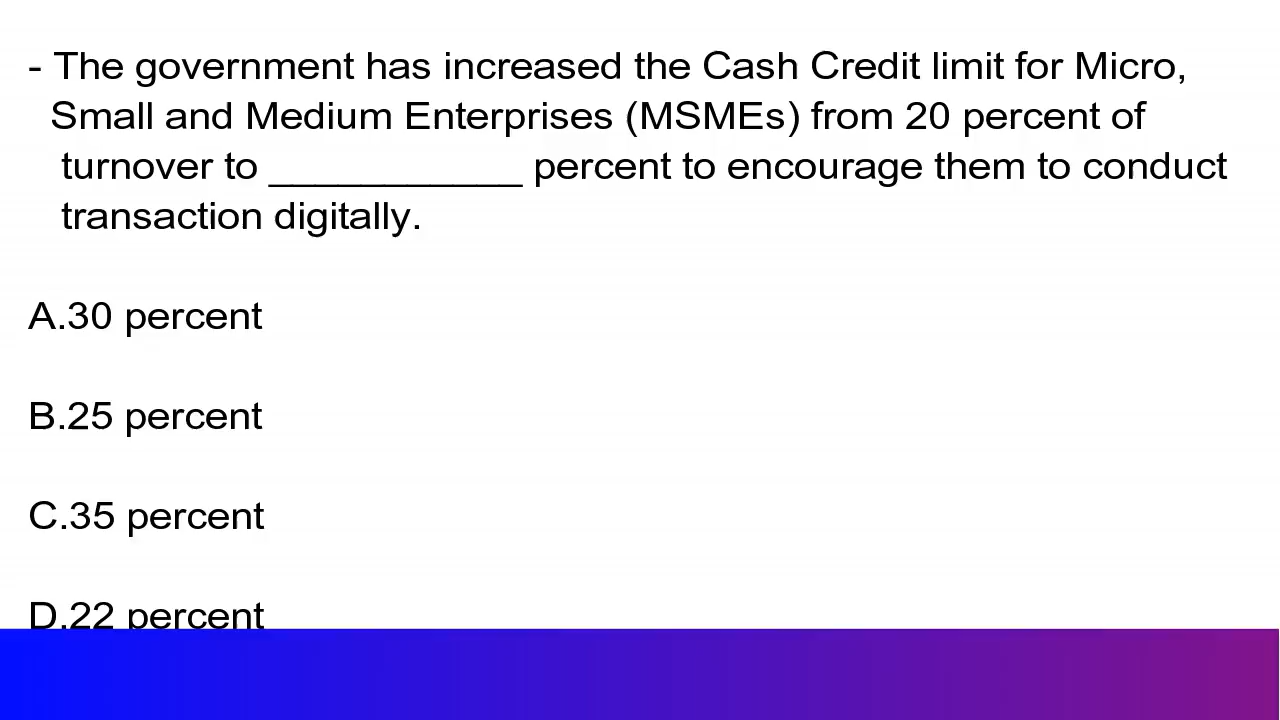 - The government has increased the Cash Credit limit for Micro,
Small and Medium Enterprises (MSMEs) from 20 percent of
turnover to ___________ percent to encourage them to conduct
transaction digitally.
A.30 percent
B.25 percent
C.35 percent
D.22 percent